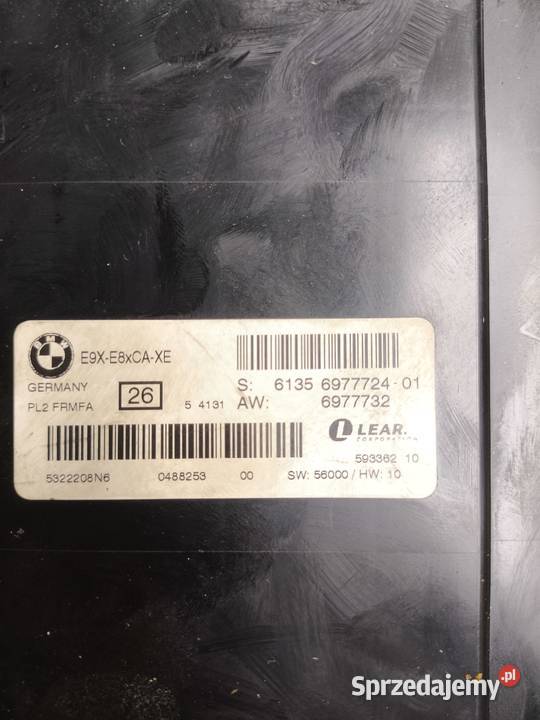 BMW
E9X-E8xCA-XE
GERMANY
PL2 FRMFA
26
5 4131
S: 6135 6977724-01
AW: 6977732
LEAR.
CORPORATION
593362 10
5322208N6 0488253 00 SW: 56000 / HW: 10
Sprzedajemy.pl